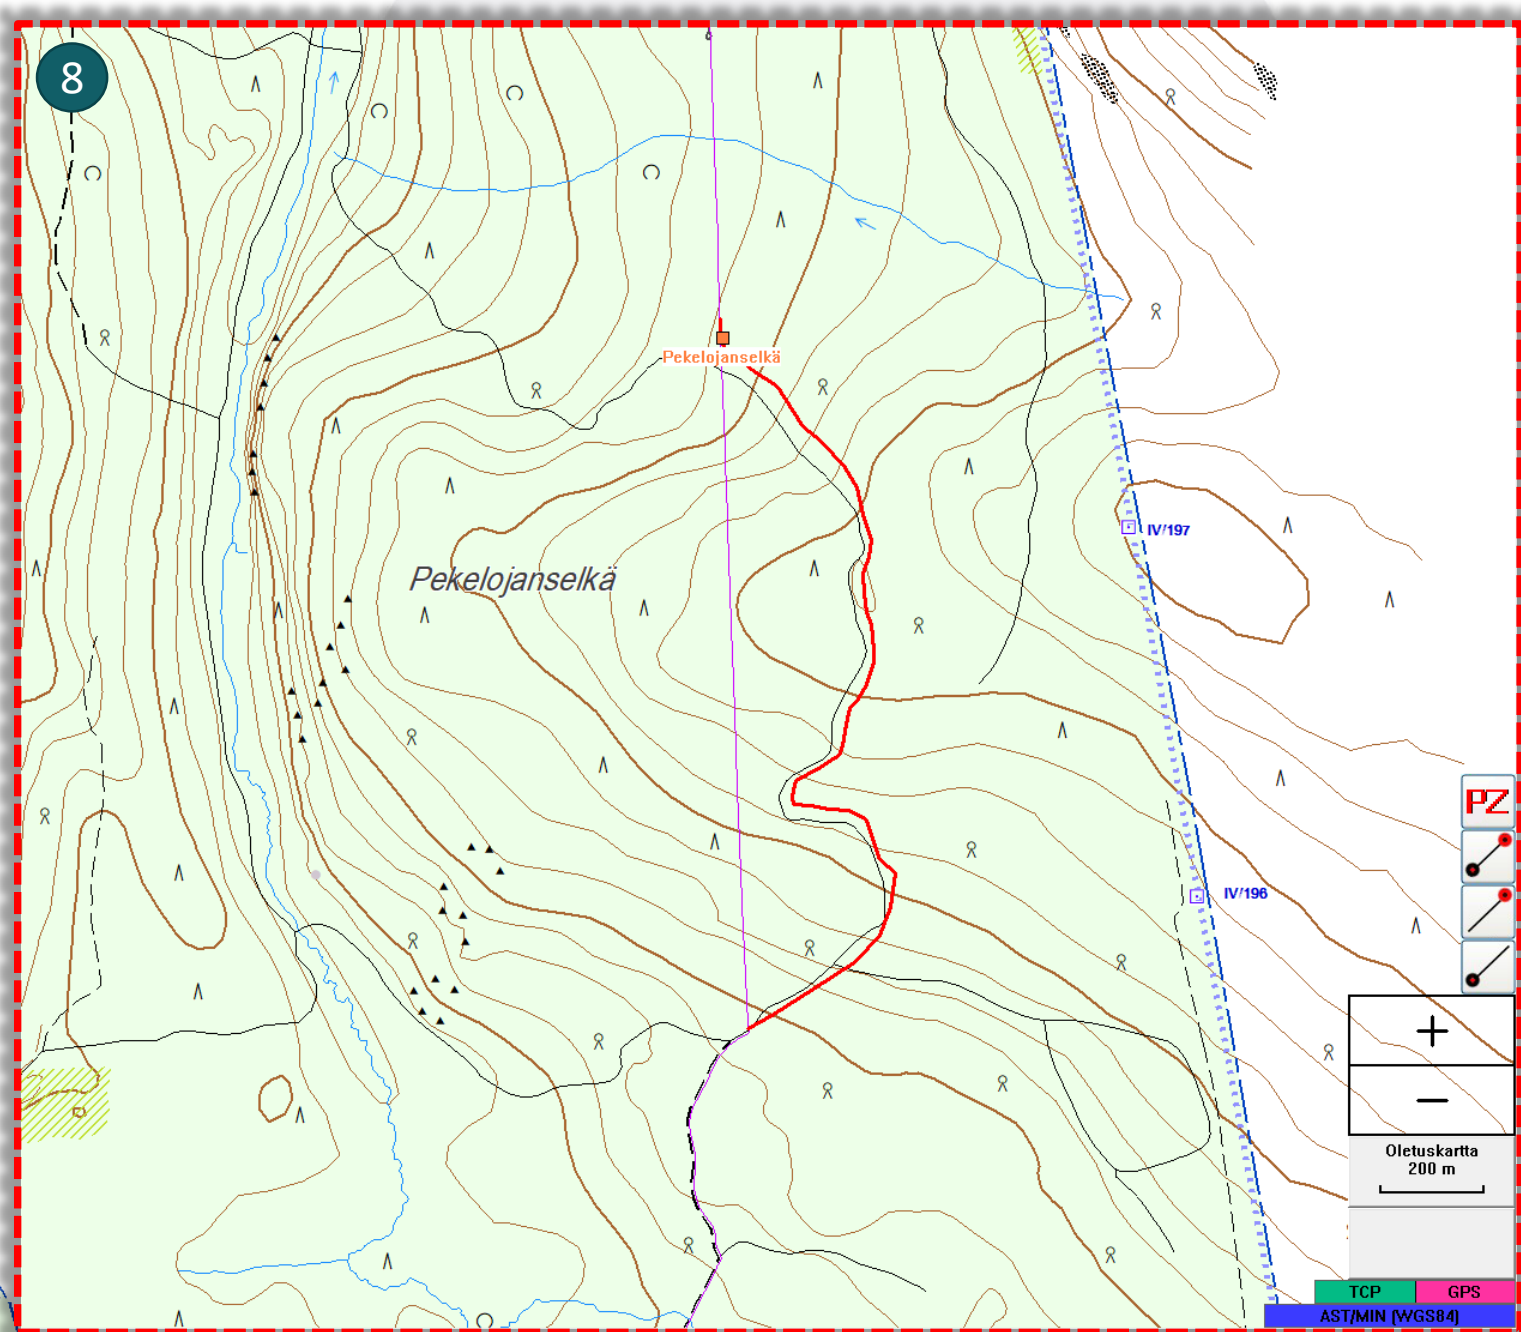 8
Pekelojanselkä
IV/197
Pekelojanselkä
PZ
IV/196
+
−
Oletuskartta
200 m
TCP
GPS
AST/MIN (WGS84)